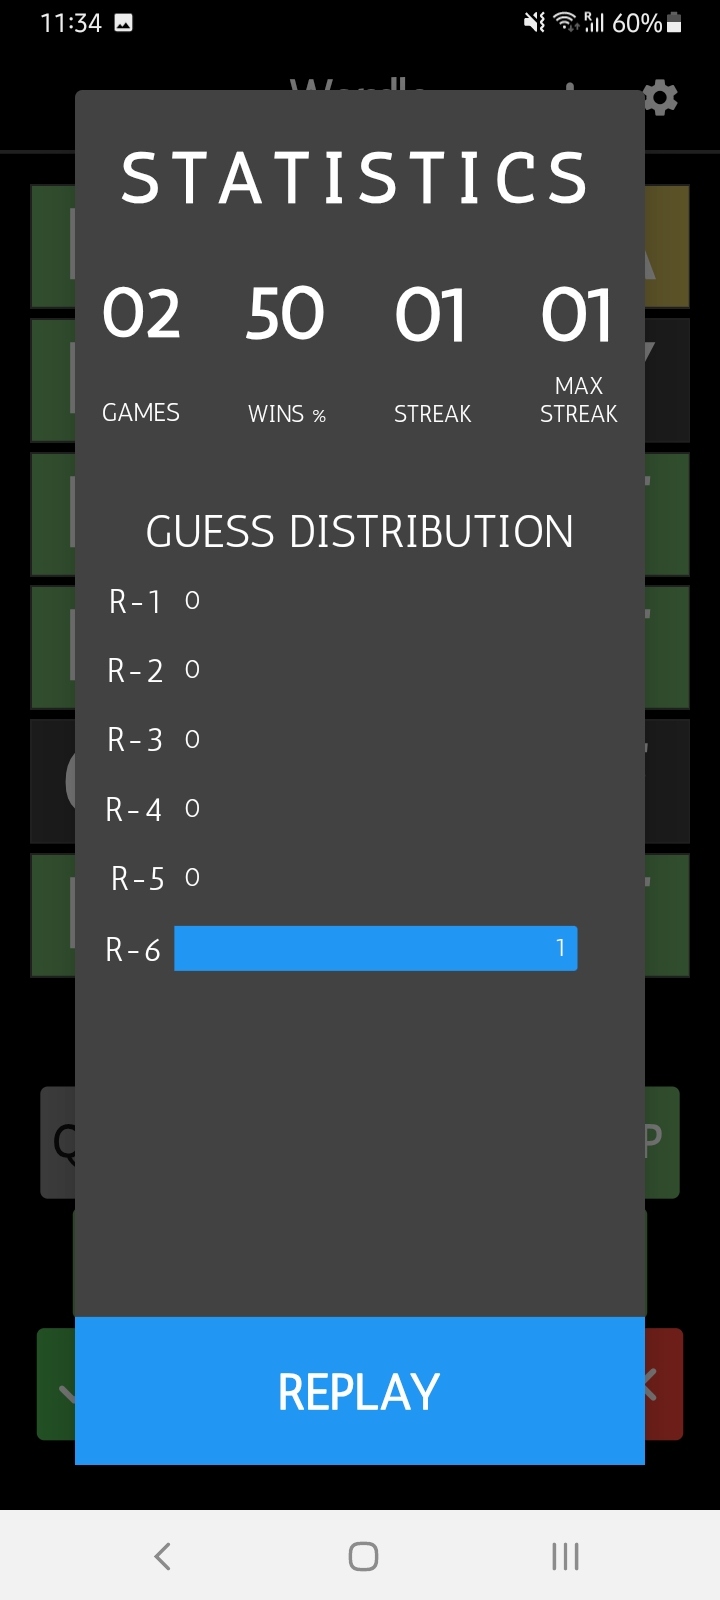 11:34 60%
STATISTICS
02 50 01 01
GAMES WINS % STREAK MAX STREAK
GUESS DISTRIBUTION
R-1 0
R-2 0
R-3 0
R-4 0
R-5 0
R-6 1
Q P
REPLAY